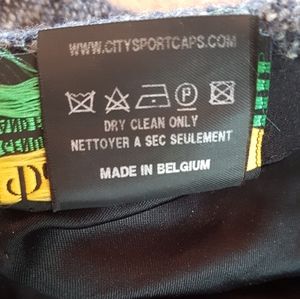 WWW.CITYSPORTCAPS.COM
P
DRY CLEAN ONLY
NETTOYER A SEC SEULEMENT
MADE IN BELGIUM